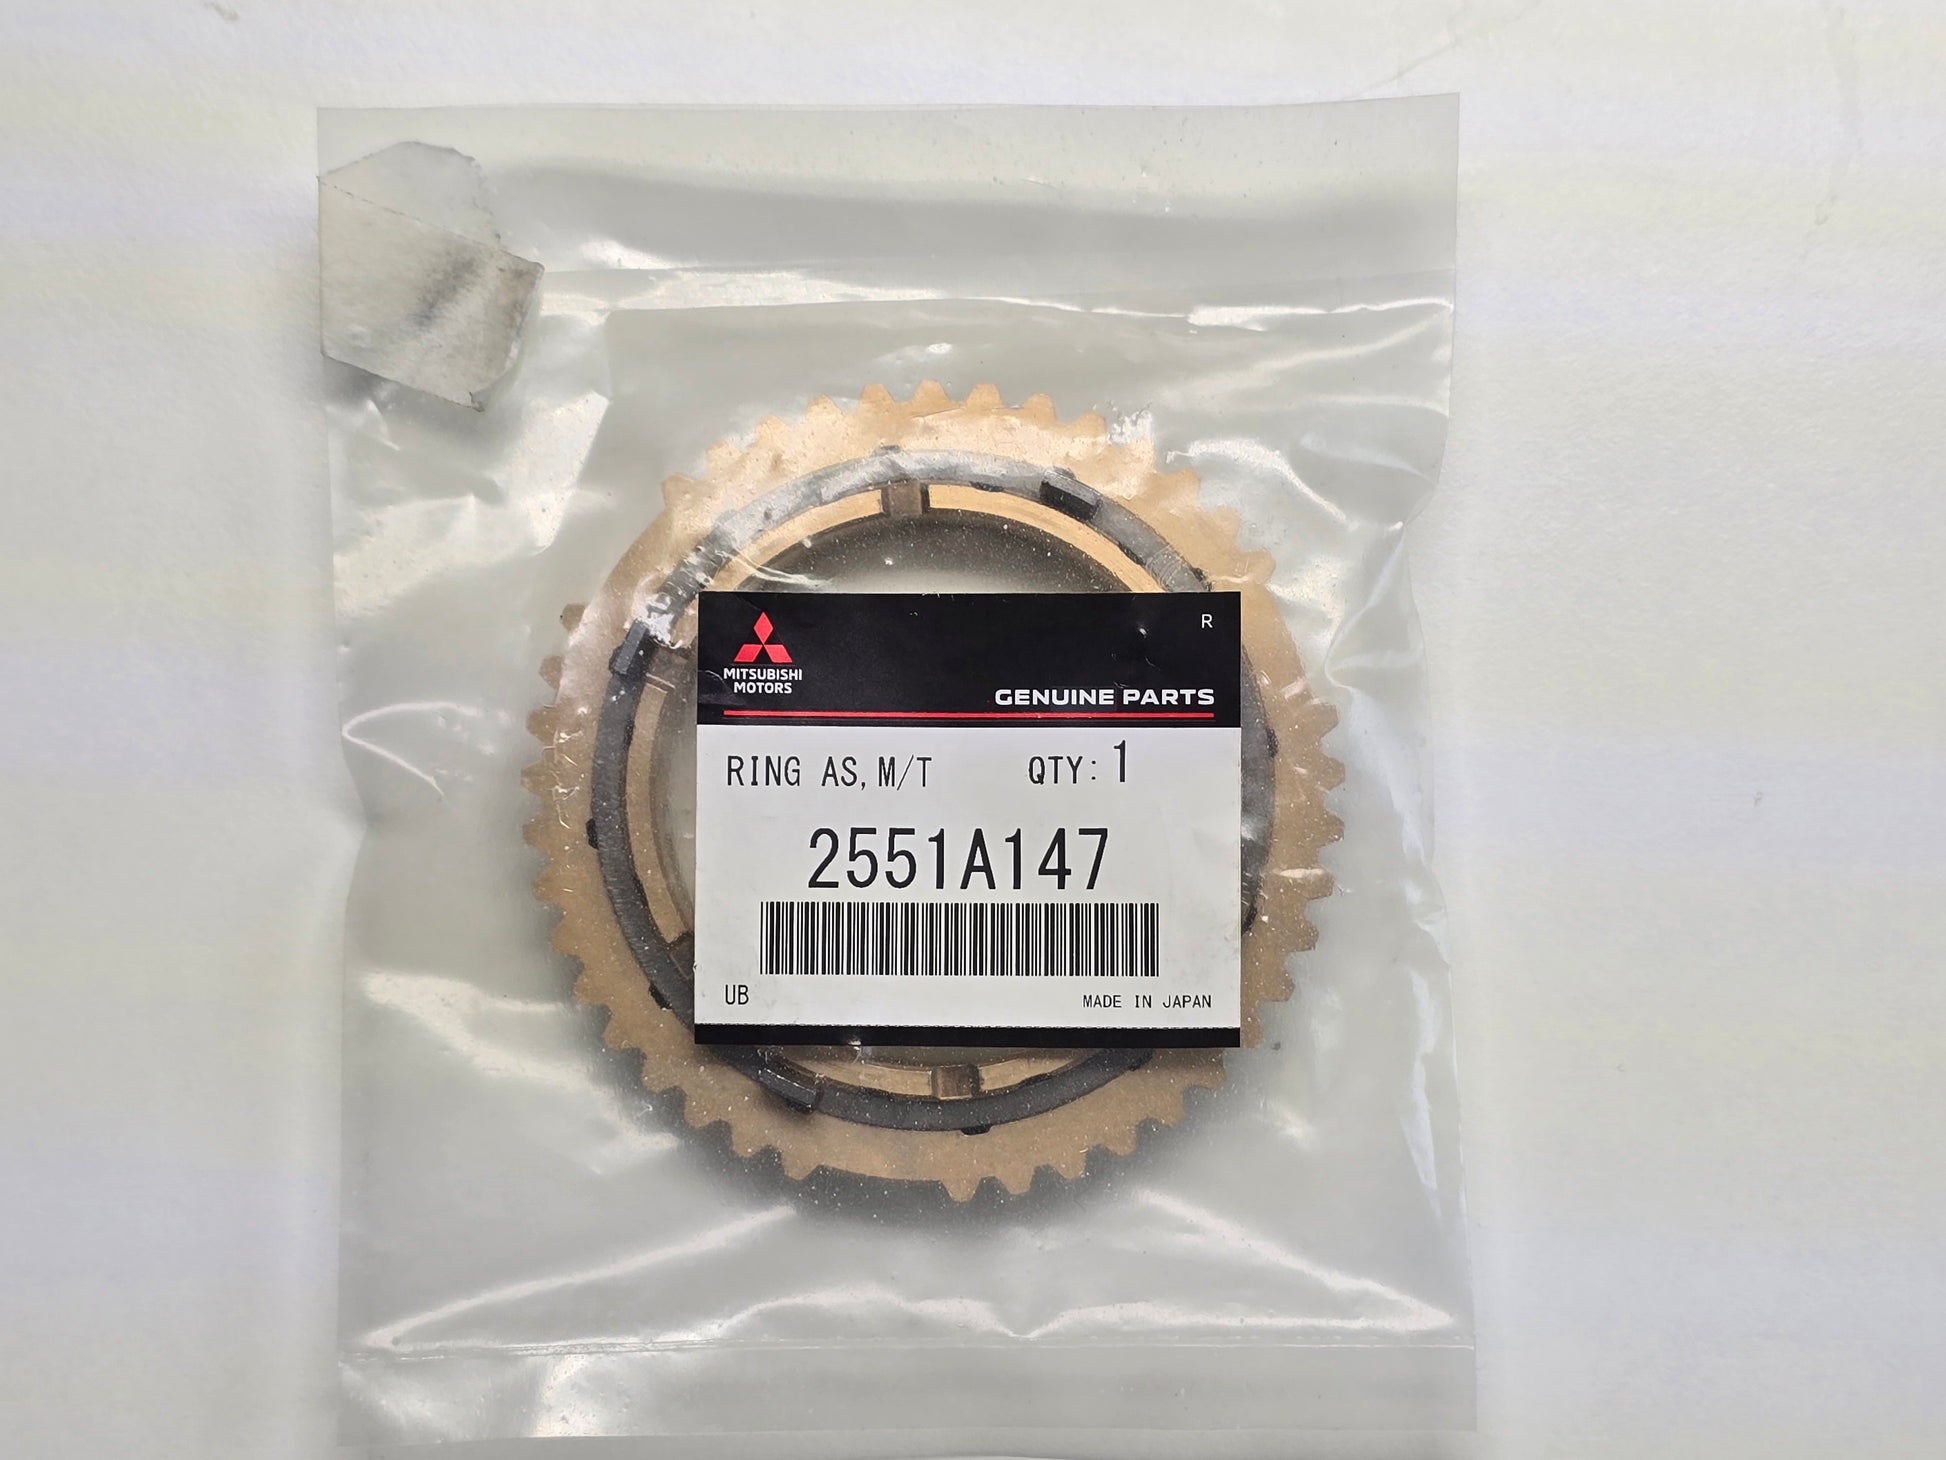 R
MITSUBISHI
MOTORS
GENUINE PARTS
RING AS,M/T QTY: 1
2551A147
UB MADE IN JAPAN